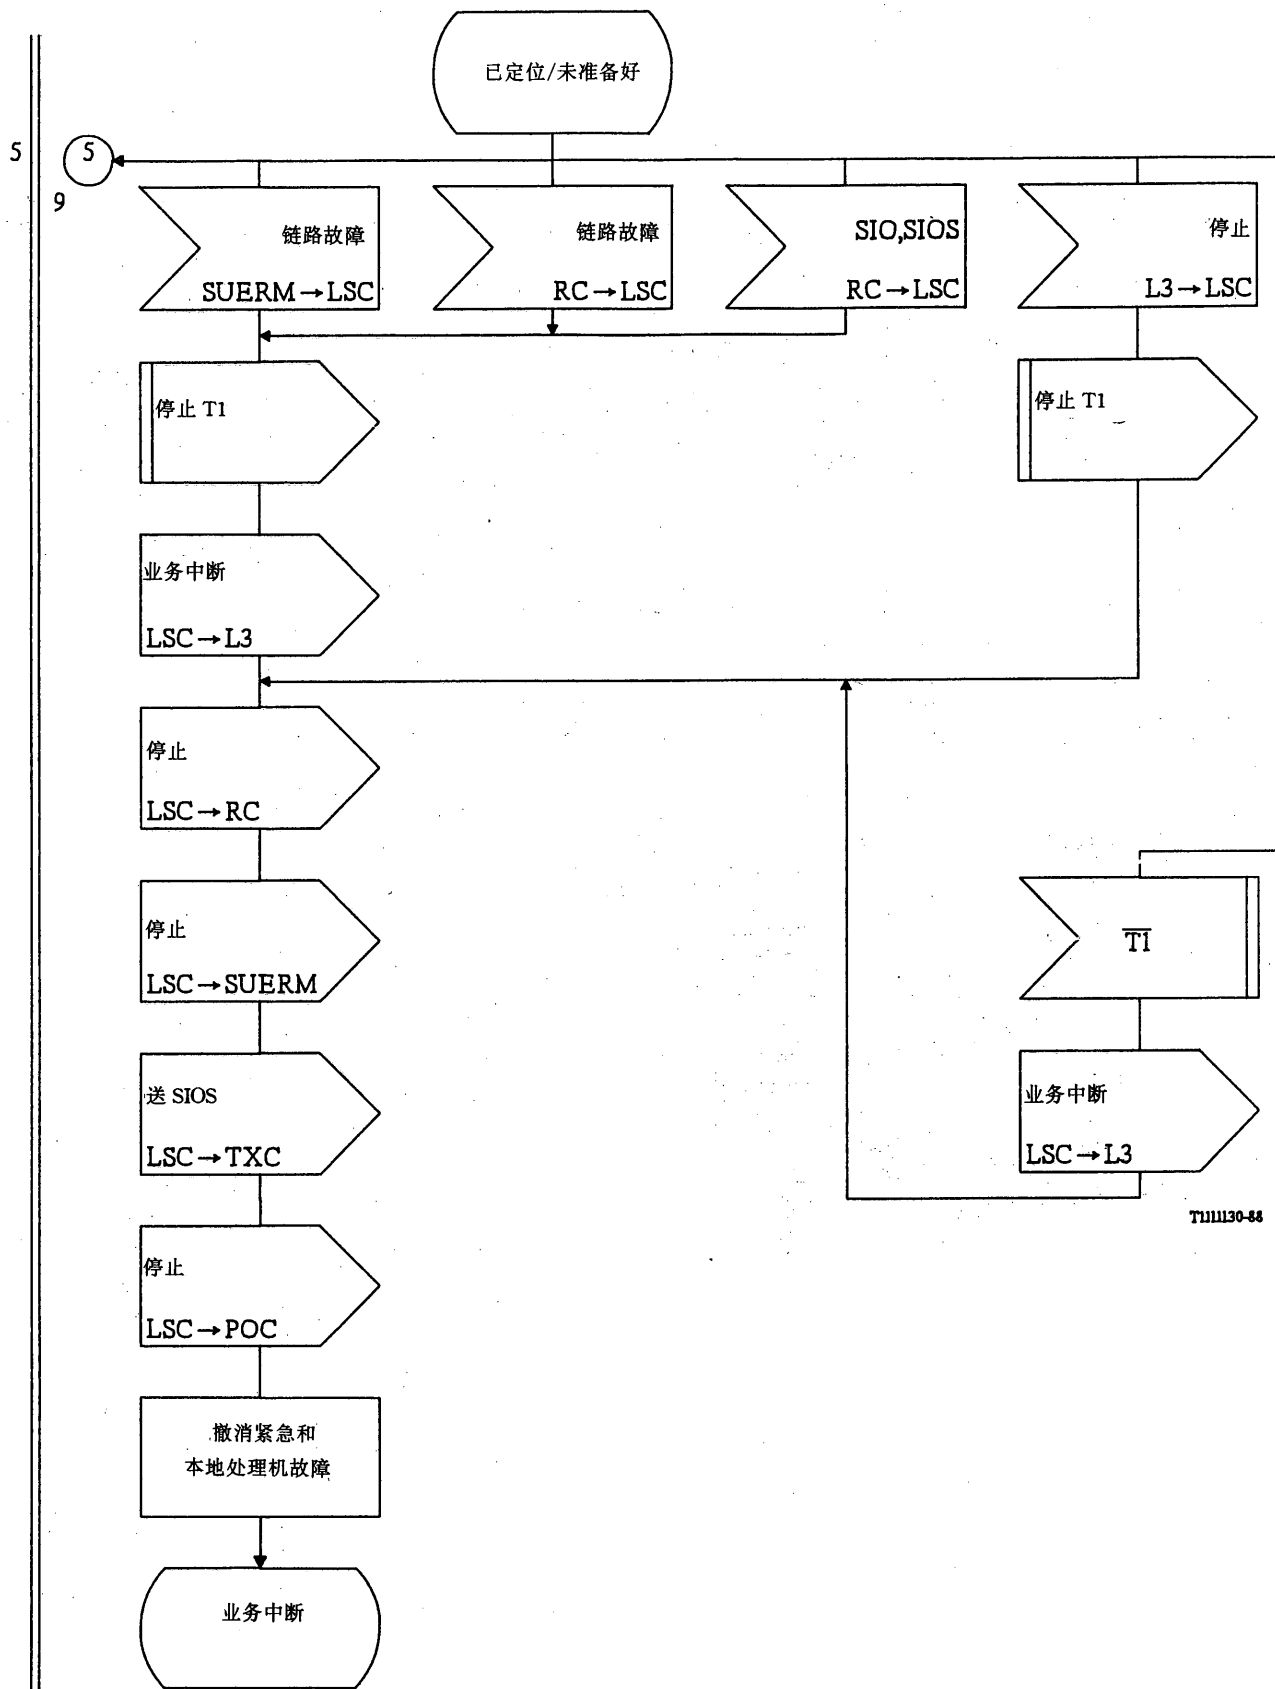 已定位/未准备好
5
5
9
链路故障
SUERM→LSC
链路故障
RC→LSC
SIO,SIOS
RC→LSC
停止
L3→LSC
停止 T1
停止 T1
业务中断
LSC→L3
停止
LSC→RC
停止
LSC→SUERM
T1
送 SIOS
LSC→TXC
业务中断
LSC→L3
T1111130-88
停止
LSC→POC
撤消紧急和
本地处理机故障
业务中断